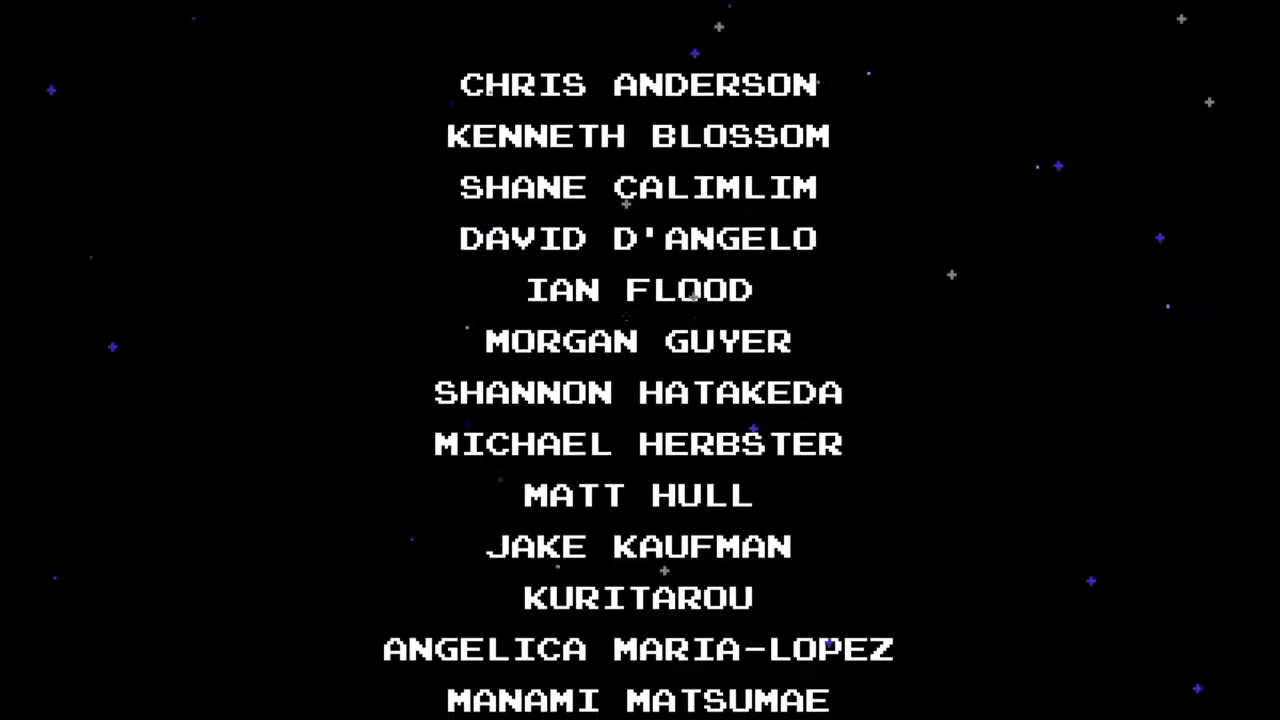 CHRIS ANDERSON
KENNETH BLOSSOM
SHANE CALIMLIM
DAVID D'ANGELO
IAN FLOOD
MORGAN GUYER
SHANNON HATAKEDA
MICHAEL HERBSTER
MATT HULL
JAKE KAUFMAN
KURITAROU
ANGELICA MARIA-LOPEZ
MANAMI MATSUMAE